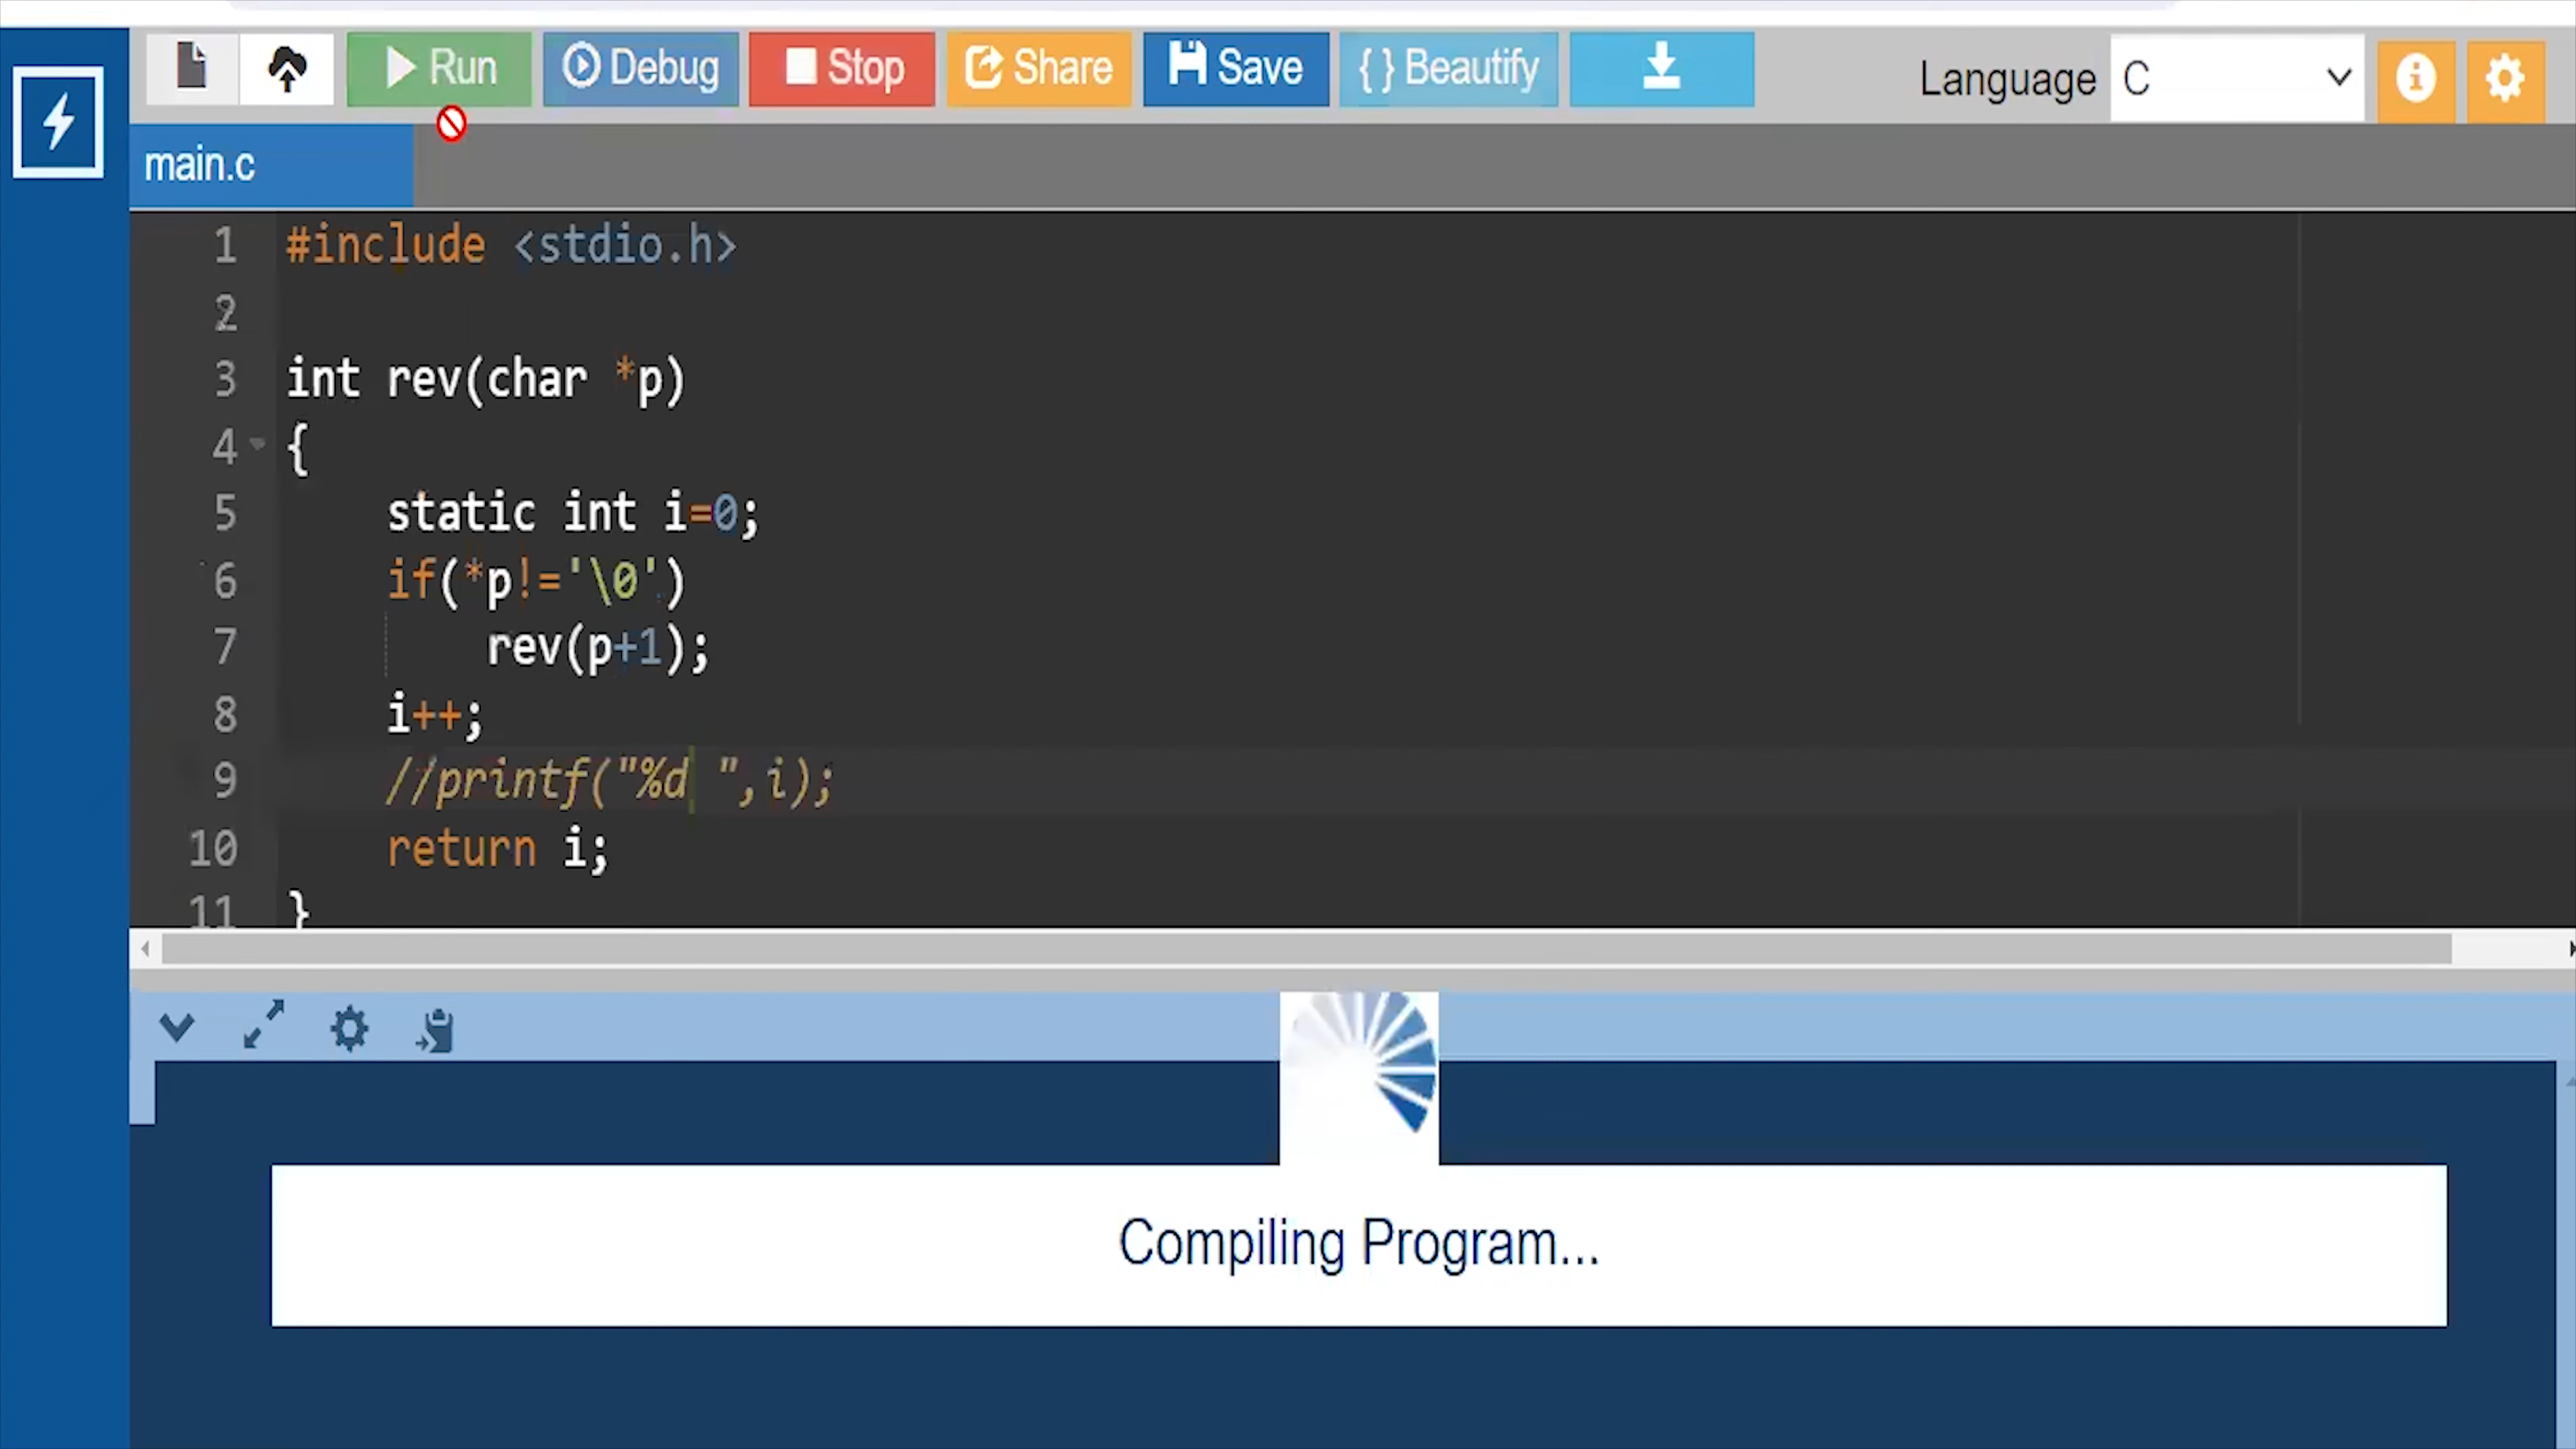 Run Debug Stop Share Save { } Beautify Language C
main.c
1 #include <stdio.h>
2
3 int rev(char *p)
4 {
5 static int i=0;
6 if(*p!='\0')
7 rev(p+1);
8 i++;
9 //printf("%d ",i);
10 return i;
11 }
Compiling Program...